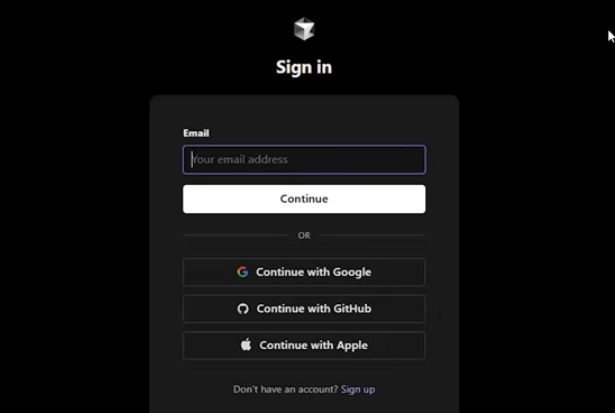 Sign in
Email
Your email address
Continue
OR
Continue with Google
Continue with GitHub
Continue with Apple
Don't have an account? Sign up